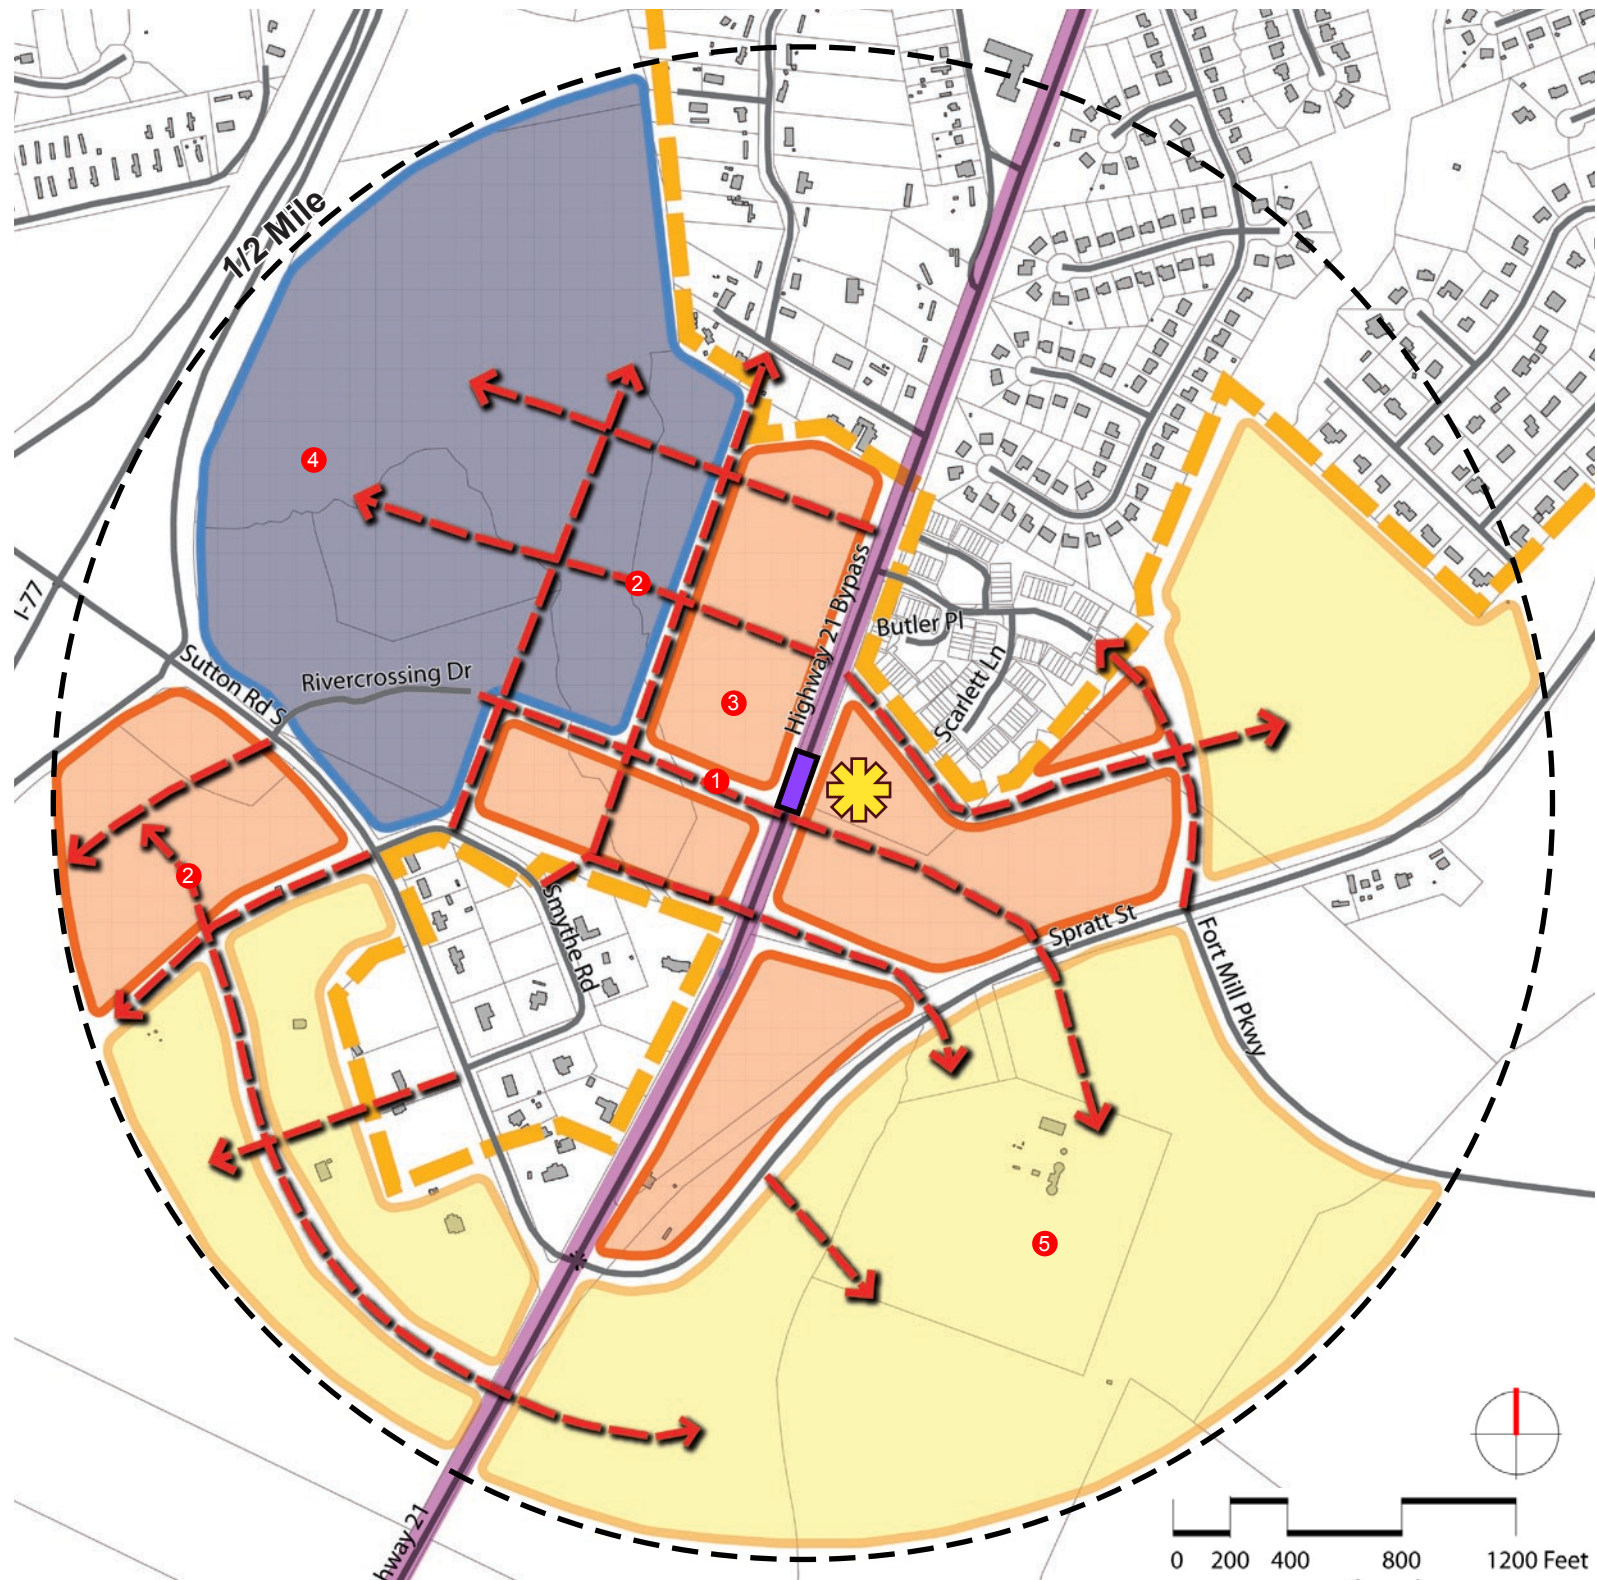 1/2 Mile
4
I-77
2
Highway 21 Bypass
Butler Pl
Scarlett Ln
Sutton Rd S
Rivercrossing Dr
3
1
2
Smythe Rd
Spratt St
Fort Mill Pkwy
5
hway 21
0 200 400 800 1200 Feet